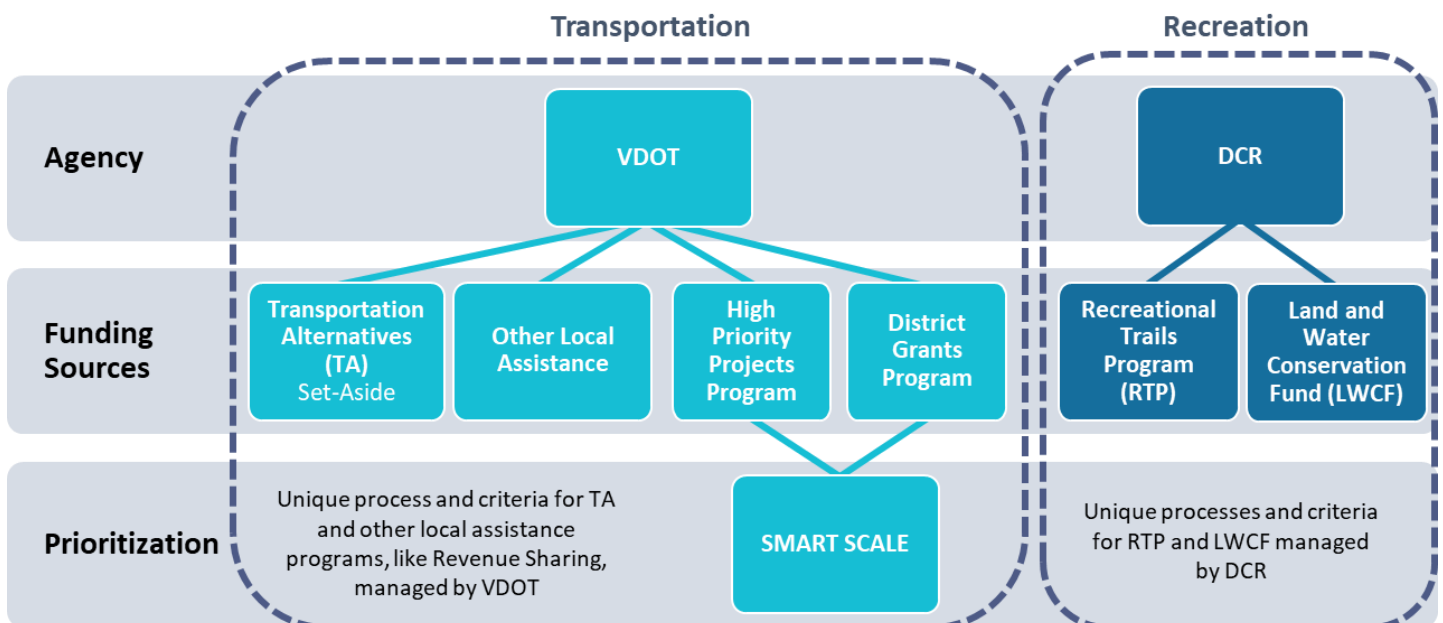 Transportation
Recreation
Agency
VDOT
DCR
Funding
Sources
Transportation
Alternatives
(TA)
Set-Aside
Other Local
Assistance
High
Priority
Projects
Program
District
Grants
Program
Recreational
Trails
Program
(RTP)
Land and
Water
Conservation
Fund (LWCF)
Prioritization
Unique process and criteria for TA
and other local assistance
programs, like Revenue Sharing,
managed by VDOT
SMART SCALE
Unique processes and criteria
for RTP and LWCF managed
by DCR